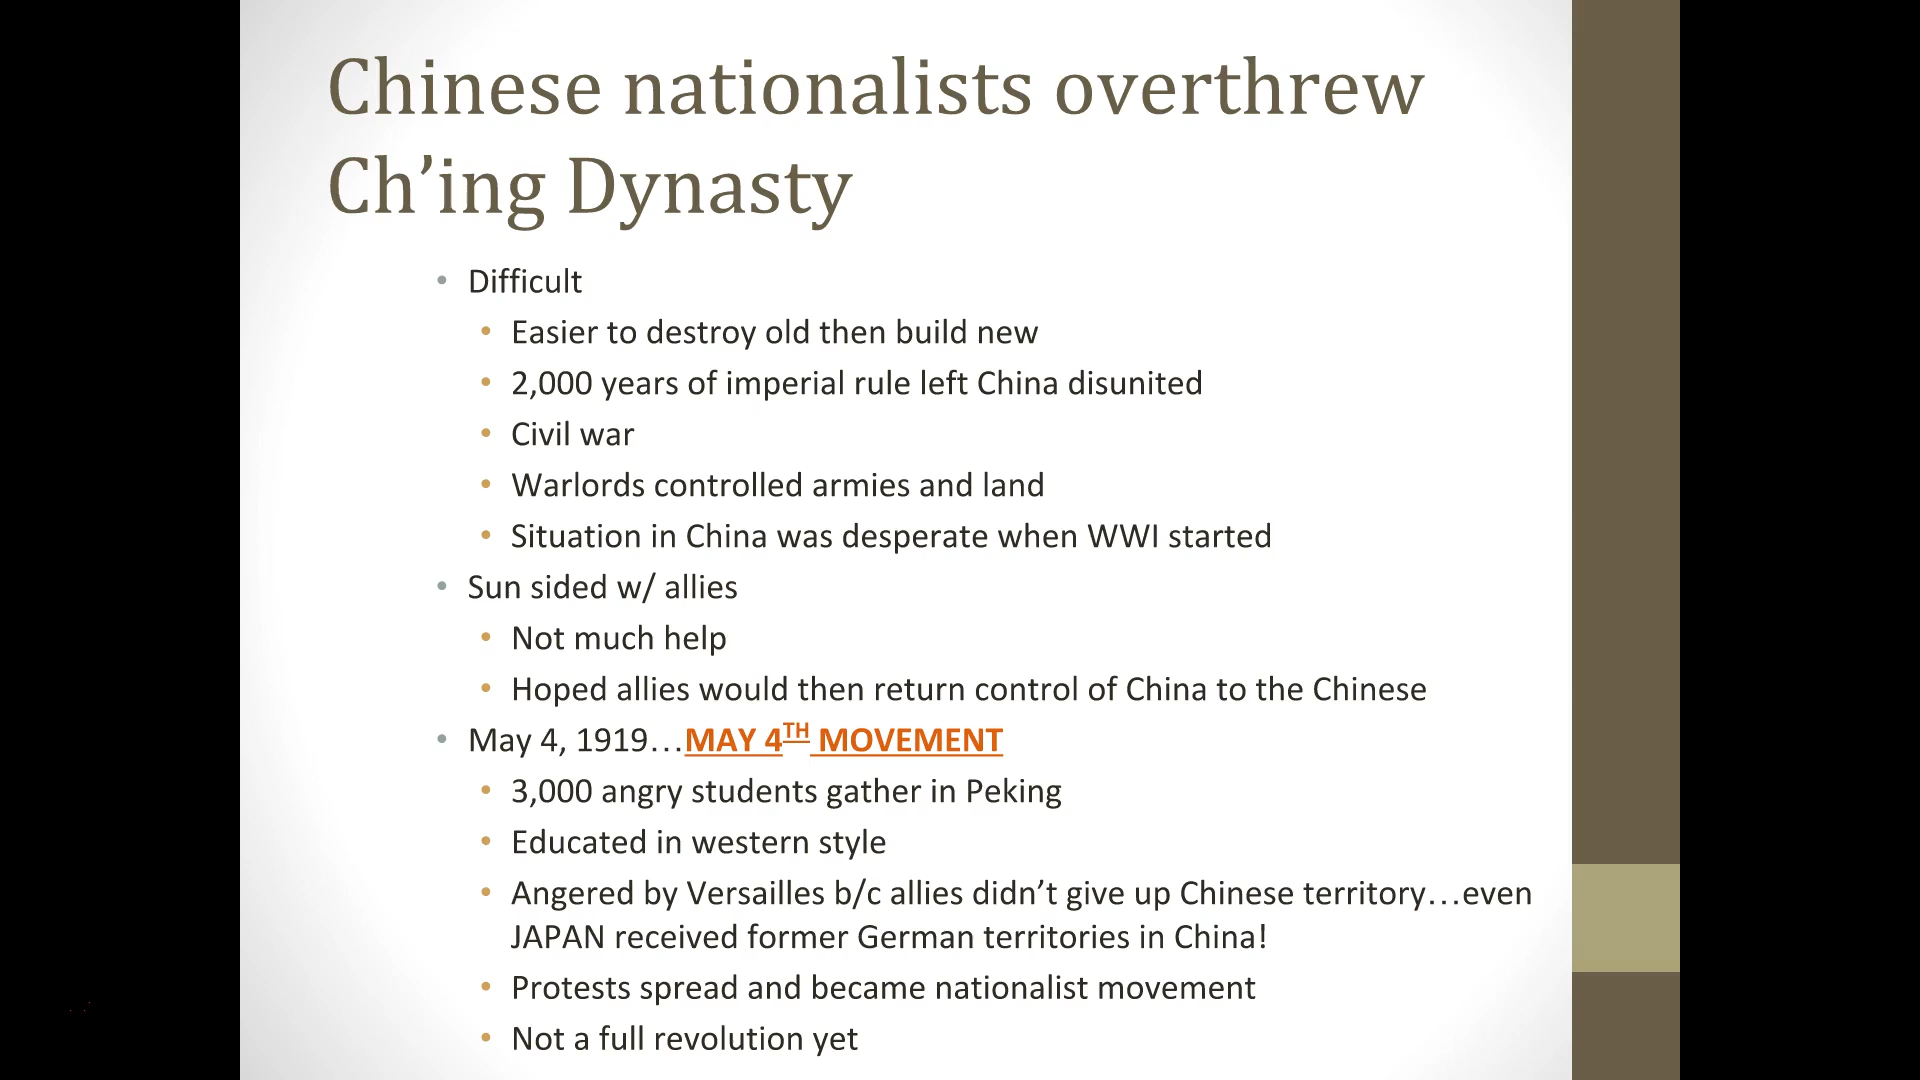 Chinese nationalists overthrew
Ch’ing Dynasty
• Difficult
• Easier to destroy old then build new
• 2,000 years of imperial rule left China disunited
• Civil war
• Warlords controlled armies and land
• Situation in China was desperate when WWI started
• Sun sided w/ allies
• Not much help
• Hoped allies would then return control of China to the Chinese
• May 4, 1919…MAY 4TH MOVEMENT
• 3,000 angry students gather in Peking
• Educated in western style
• Angered by Versailles b/c allies didn’t give up Chinese territory…even
JAPAN received former German territories in China!
• Protests spread and became nationalist movement
• Not a full revolution yet